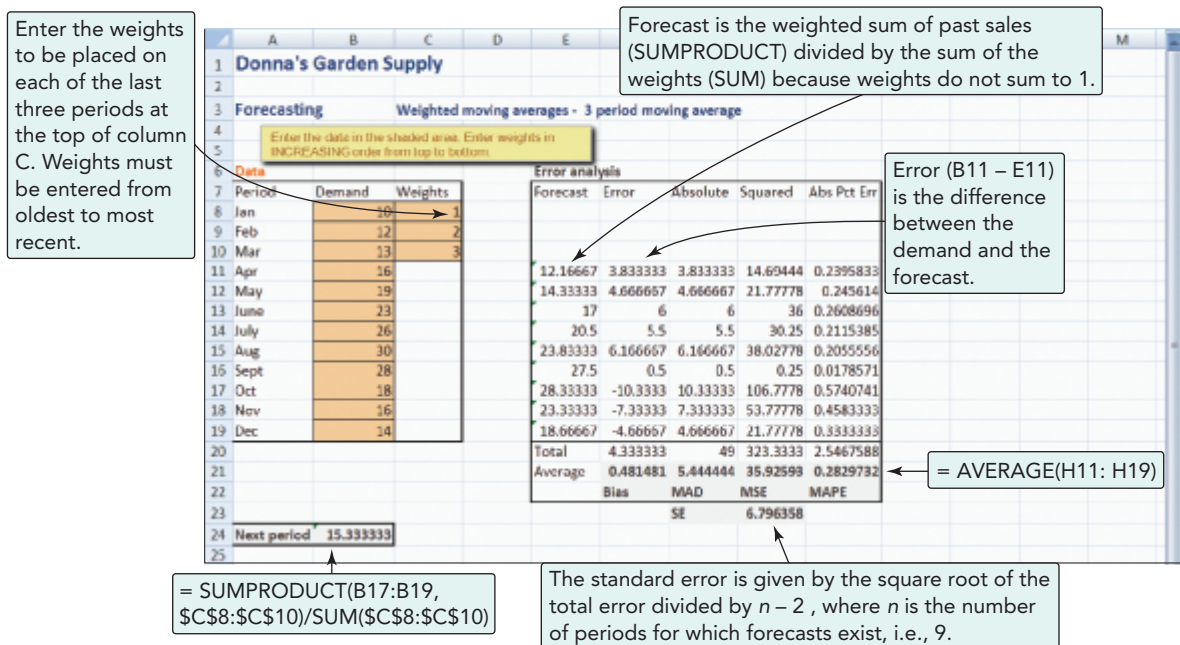 Enter the weights
to be placed on
each of the last
three periods at
the top of column
C. Weights must
be entered from
oldest to most
recent.
Forecast is the weighted sum of past sales
(SUMPRODUCT) divided by the sum of the
weights (SUM) because weights do not sum to 1.
A B C D E M
1 Donna's Garden Supply
2
3 Forecasting Weighted moving averages - 3 period moving average
4
Enter the data in the shaded area. Enter weights in
5
INCREASING order from top to bottom.
6 Data Error analysis
7 Period Demand Weights Forecast Error Absolute Squared Abs Pct Err
8 Jan 10 1
9 Feb 12 2
10 Mar 13 3
11 Apr 16 12.16667 3.833333 3.833333 14.69444 0.2395833
12 May 19 14.33333 4.666667 4.666667 21.77778 0.245614
13 June 23 17 6 6 36 0.2608696
14 July 26 20.5 5.5 5.5 30.25 0.2115385
15 Aug 30 23.83333 6.166667 6.166667 38.02778 0.2055556
16 Sept 28 27.5 0.5 0.5 0.25 0.0178571
17 Oct 18 28.33333 -10.3333 10.33333 106.7778 0.5740741
18 Nov 16 23.33333 -7.33333 7.333333 53.77778 0.4583333
19 Dec 14 18.66667 -4.66667 4.666667 21.77778 0.3333333
20 Total 4.333333 49 323.3333 2.5467588
21 Average 0.481481 5.444444 35.92593 0.2829732
22 Bias MAD MSE MAPE
23 SE 6.796358
24 Next period 15.333333
25
Error (B11 – E11)
is the difference
between the
demand and the
forecast.
= AVERAGE(H11: H19)
= SUMPRODUCT(B17:B19,
$C$8:$C$10)/SUM($C$8:$C$10)
The standard error is given by the square root of the
total error divided by n – 2 , where n is the number
of periods for which forecasts exist, i.e., 9.